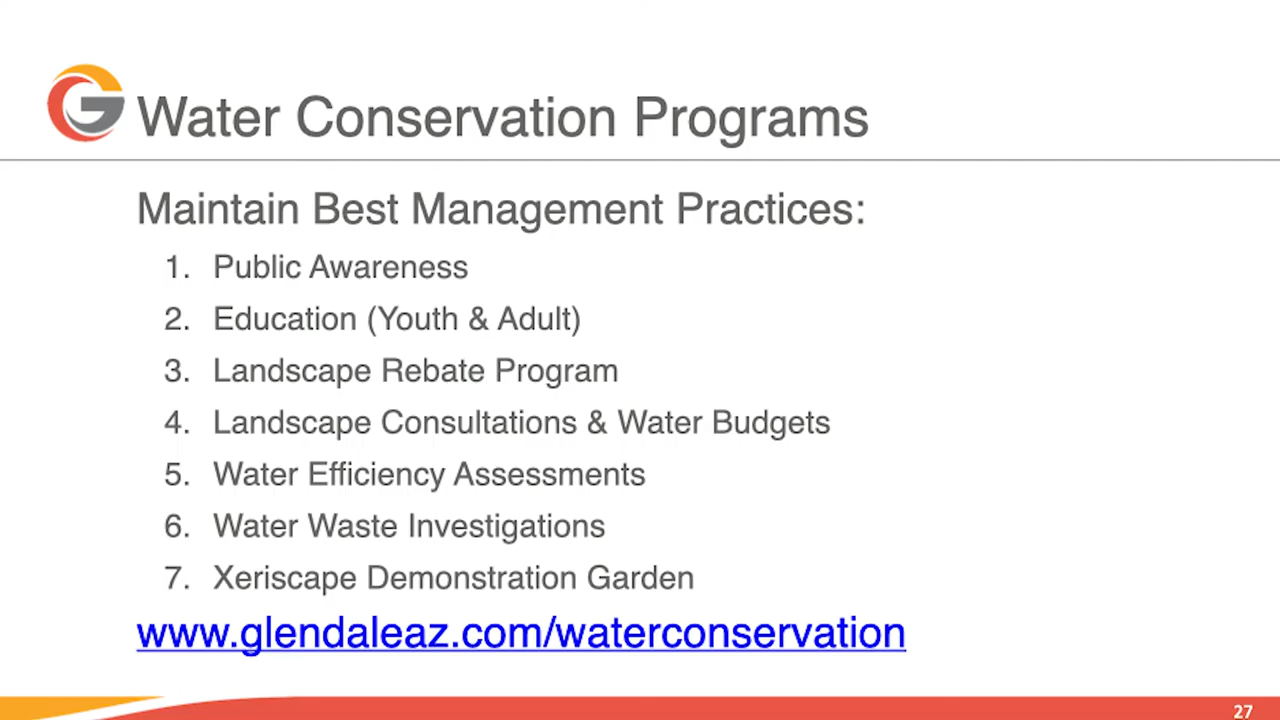 Water Conservation Programs
Maintain Best Management Practices:
1. Public Awareness
2. Education (Youth & Adult)
3. Landscape Rebate Program
4. Landscape Consultations & Water Budgets
5. Water Efficiency Assessments
6. Water Waste Investigations
7. Xeriscape Demonstration Garden
www.glendaleaz.com/waterconservation
27